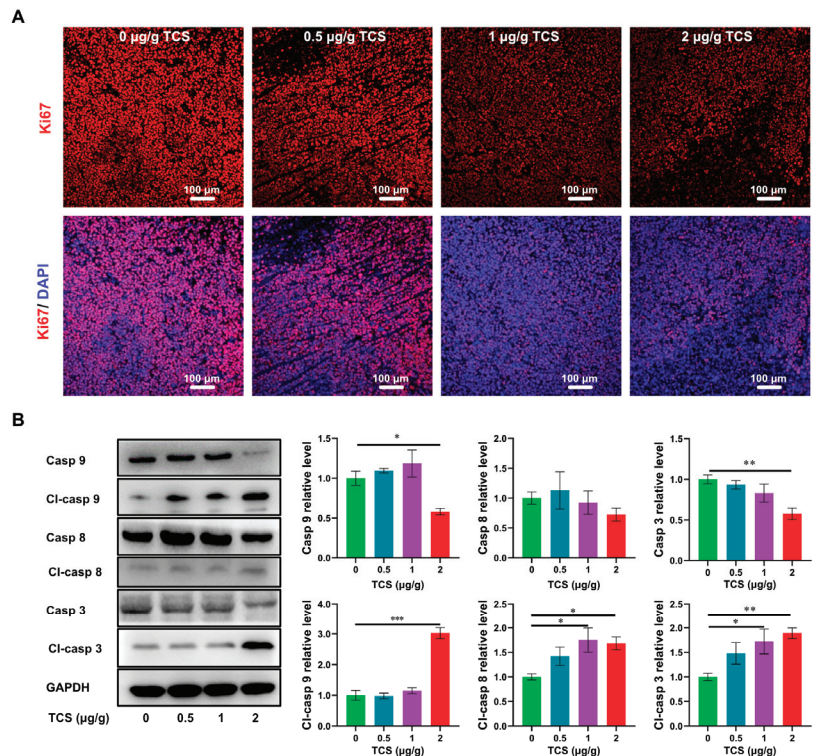 A
0 µg/g TCS
0.5 µg/g TCS
1 µg/g TCS
2 µg/g TCS
Ki67
100 µm
100 µm
100 µm
100 µm
Ki67/ DAPI
100 µm
100 µm
100 µm
100 µm
B
Casp 9
Cl-casp 9
Casp 8
Cl-casp 8
Casp 3
Cl-casp 3
GAPDH
TCS (µg/g) 0 0.5 1 2
Casp 9 relative level
1.5
1.0
0.5
0.0
*
0 0.5 1 2
TCS (µg/g)
Casp 8 relative level
2.0
1.5
1.0
0.5
0.0
0 0.5 1 2
TCS (µg/g)
Casp 3 relative level
1.5
1.0
0.5
0.0
**
0 0.5 1 2
TCS (µg/g)
Cl-casp 9 relative level
4.0
3.0
2.0
1.0
0.0
***
0 0.5 1 2
TCS (µg/g)
Cl-casp 8 relative level
2.5
2.0
1.5
1.0
0.5
0.0
*
*
0 0.5 1 2
TCS (µg/g)
Cl-casp 3 relative level
2.5
2.0
1.5
1.0
0.5
0.0
**
*
0 0.5 1 2
TCS (µg/g)